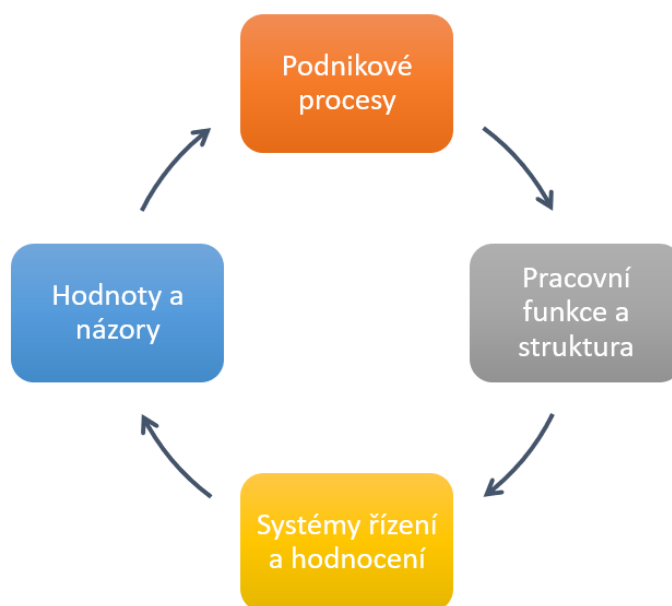 Podnikové
procesy
Pracovní
funkce a
struktura
Systémy řízení
a hodnocení
Hodnoty a
názory